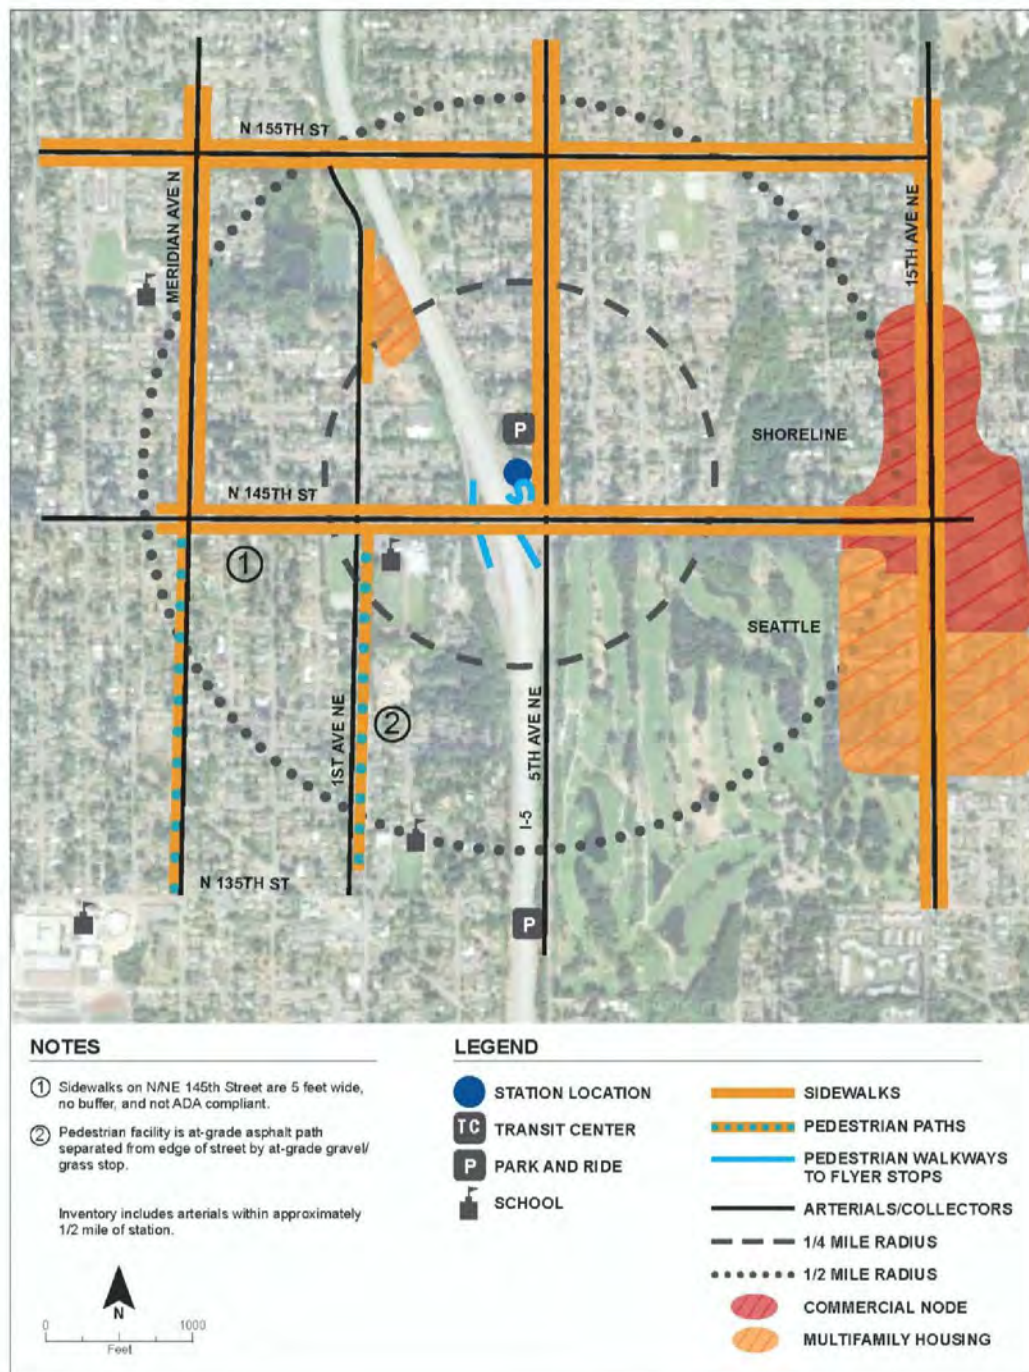 N 155TH ST
MERIDIAN AVE N
15TH AVE NE
P
SHORELINE
N 145TH ST
1
SEATTLE
1ST AVE NE
2
5TH AVE NE
I-5
N 135TH ST
P
NOTES
1 Sidewalks on N/NE 145th Street are 5 feet wide,
no buffer, and not ADA compliant.
2 Pedestrian facility is at-grade asphalt path
separated from edge of street by at-grade gravel/
grass stop.
Inventory includes arterials within approximately
1/2 mile of station.
N
0 1000
Feet
LEGEND
STATION LOCATION
TC TRANSIT CENTER
P PARK AND RIDE
SCHOOL
SIDEWALKS
PEDESTRIAN PATHS
PEDESTRIAN WALKWAYS
TO FLYER STOPS
ARTERIALS/COLLECTORS
1/4 MILE RADIUS
1/2 MILE RADIUS
COMMERCIAL NODE
MULTIFAMILY HOUSING